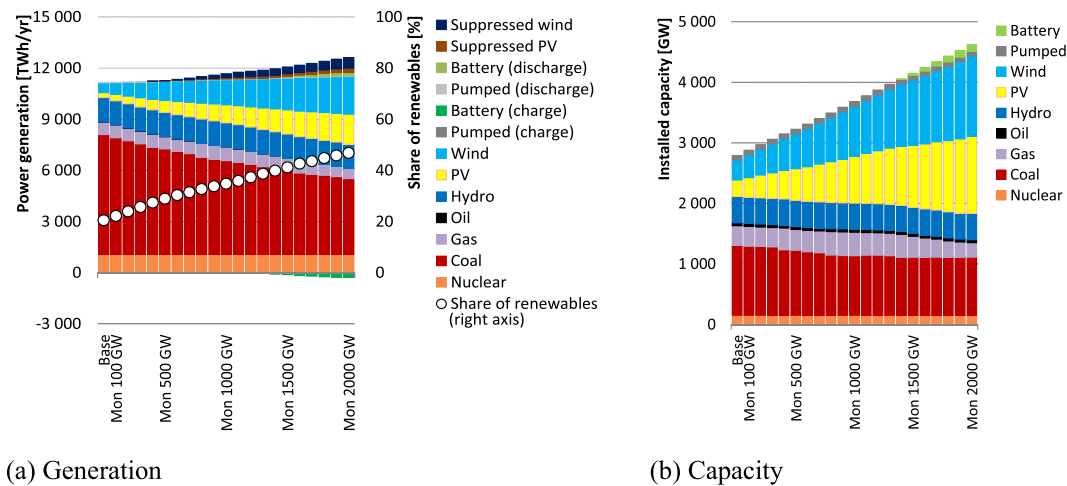 15 000
12 000
9 000
6 000
3 000
0
-3 000
Power generation [TWh/yr]
100
80
60
40
20
0
Share of renewables [%]
Base
Mon 100 GW
Mon 500 GW
Mon 1000 GW
Mon 1500 GW
Mon 2000 GW
Suppressed wind
Suppressed PV
Battery (discharge)
Pumped (discharge)
Battery (charge)
Pumped (charge)
Wind
PV
Hydro
Oil
Gas
Coal
Nuclear
Share of renewables
(right axis)
(a) Generation
5 000
4 000
3 000
2 000
1 000
0
Installed capacity [GW]
Base
Mon 100 GW
Mon 500 GW
Mon 1000 GW
Mon 1500 GW
Mon 2000 GW
Battery
Pumped
Wind
PV
Hydro
Oil
Gas
Coal
Nuclear
(b) Capacity